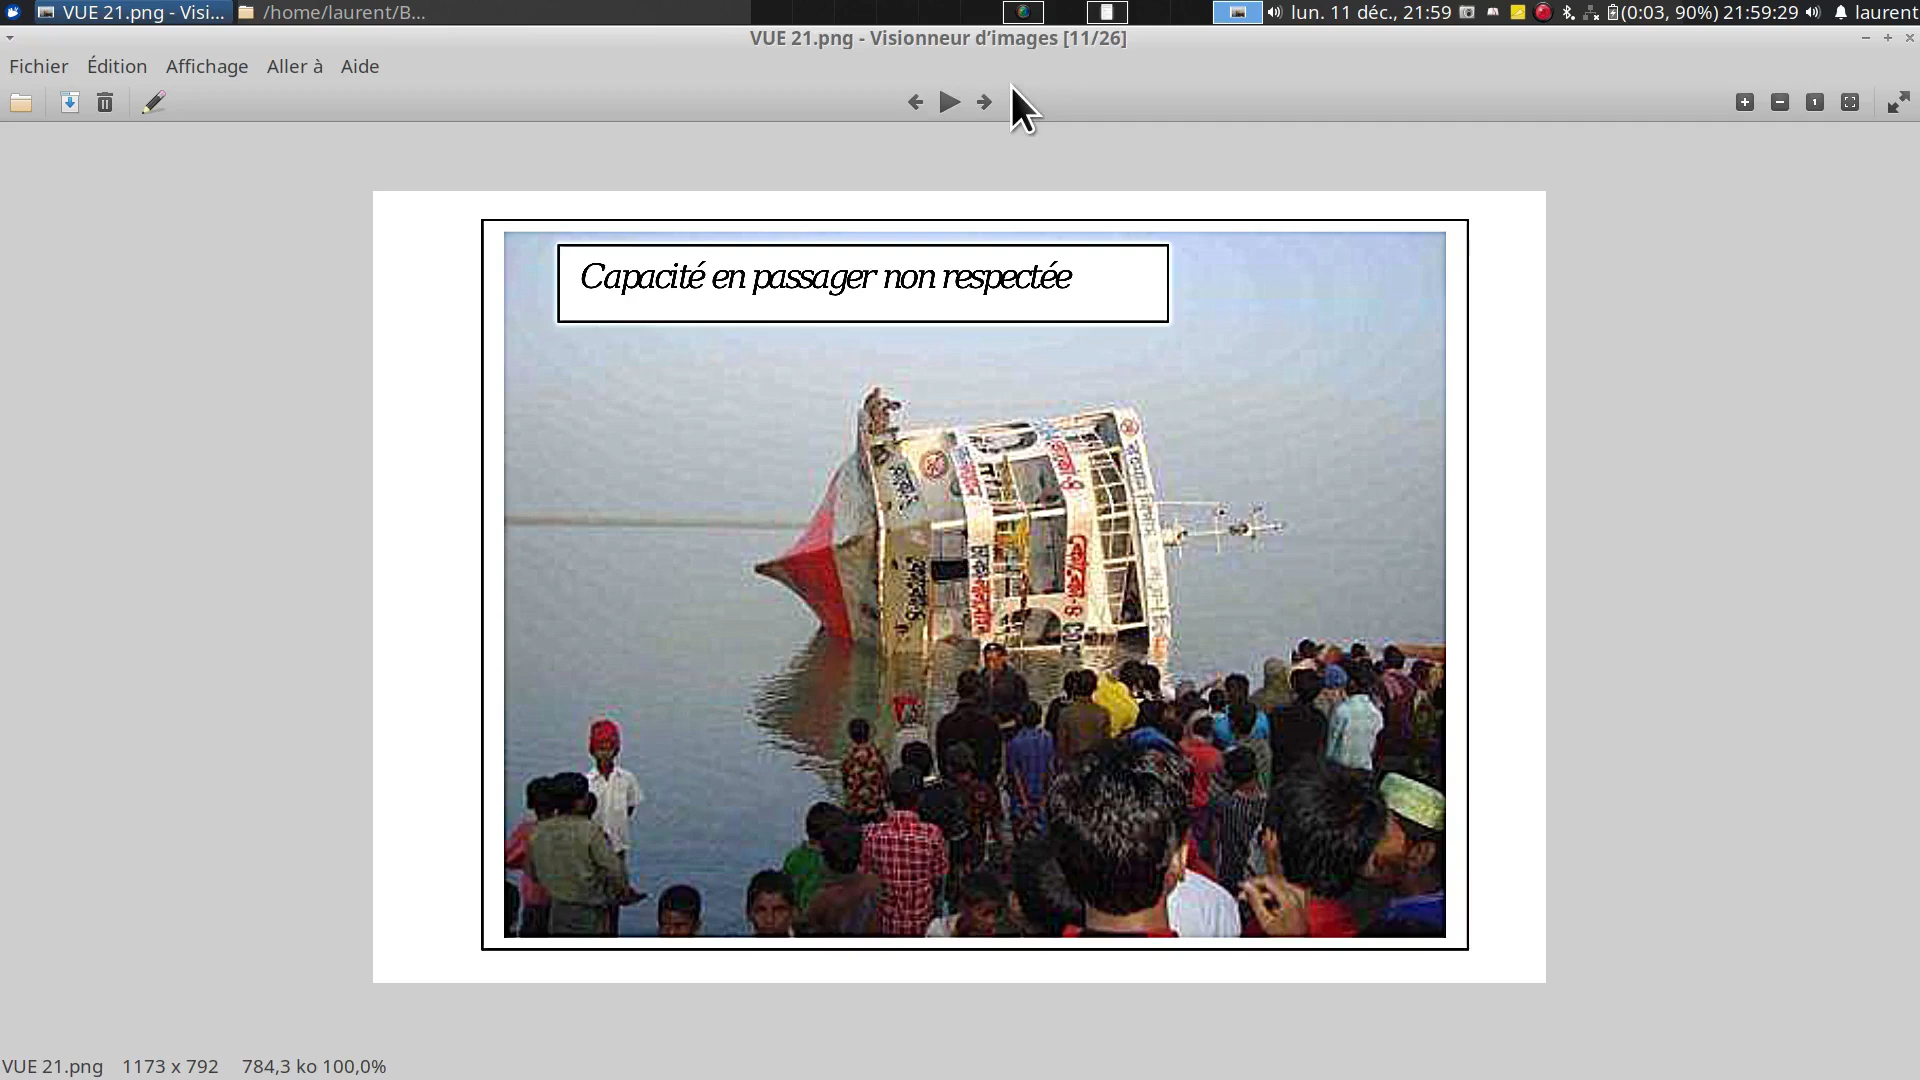 VUE 21.png - Visi...
/home/laurent/B...
lun. 11 déc., 21:59
(0:03, 90%) 21:59:29
laurent
VUE 21.png - Visionneur d’images [11/26]
Fichier Édition Affichage Aller à Aide
Capacité en passager non respectée
VUE 21.png 1173 x 792 784,3 ko 100,0%